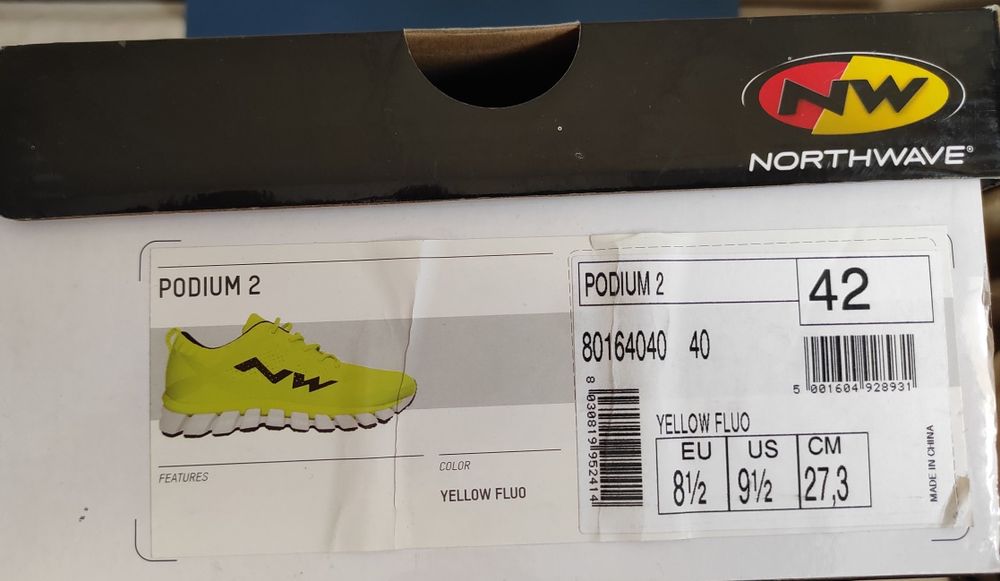 NW
NORTHWAVE®
PODIUM 2
NW
FEATURES
COLOR
YELLOW FLUO
PODIUM 2
42
80164040 40
5 001604 928931
8 030819 952414
YELLOW FLUO
EU US CM
8½ 9½ 27,3
MADE IN CHINA